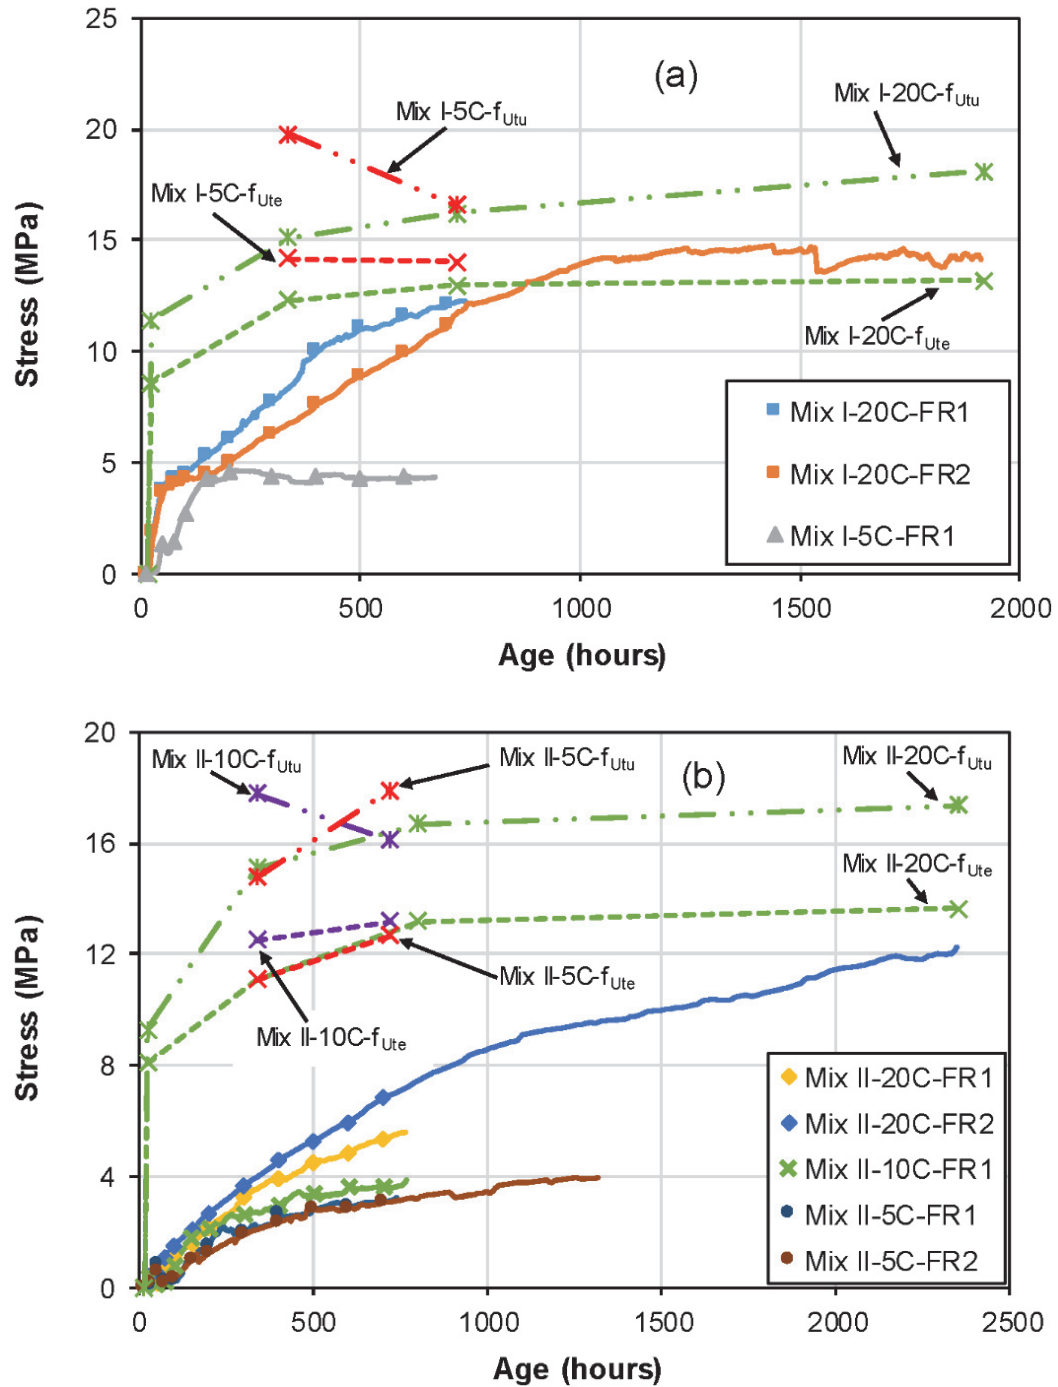 25
20
15
10
5
0
Stress (MPa)
(a)
Mix I-20C-fUtu
Mix I-5C-fUtu
Mix I-5C-fUte
Mix I-20C-fUte
Mix I-20C-FR1
Mix I-20C-FR2
Mix I-5C-FR1
0 500 1000 1500 2000
Age (hours)
20
16
12
8
4
0
Stress (MPa)
(b)
Mix II-10C-fUtu
Mix II-5C-fUtu
Mix II-20C-fUtu
Mix II-20C-fUte
Mix II-5C-fUte
Mix II-10C-fUte
Mix II-20C-FR1
Mix II-20C-FR2
Mix II-10C-FR1
Mix II-5C-FR1
Mix II-5C-FR2
0 500 1000 1500 2000 2500
Age (hours)